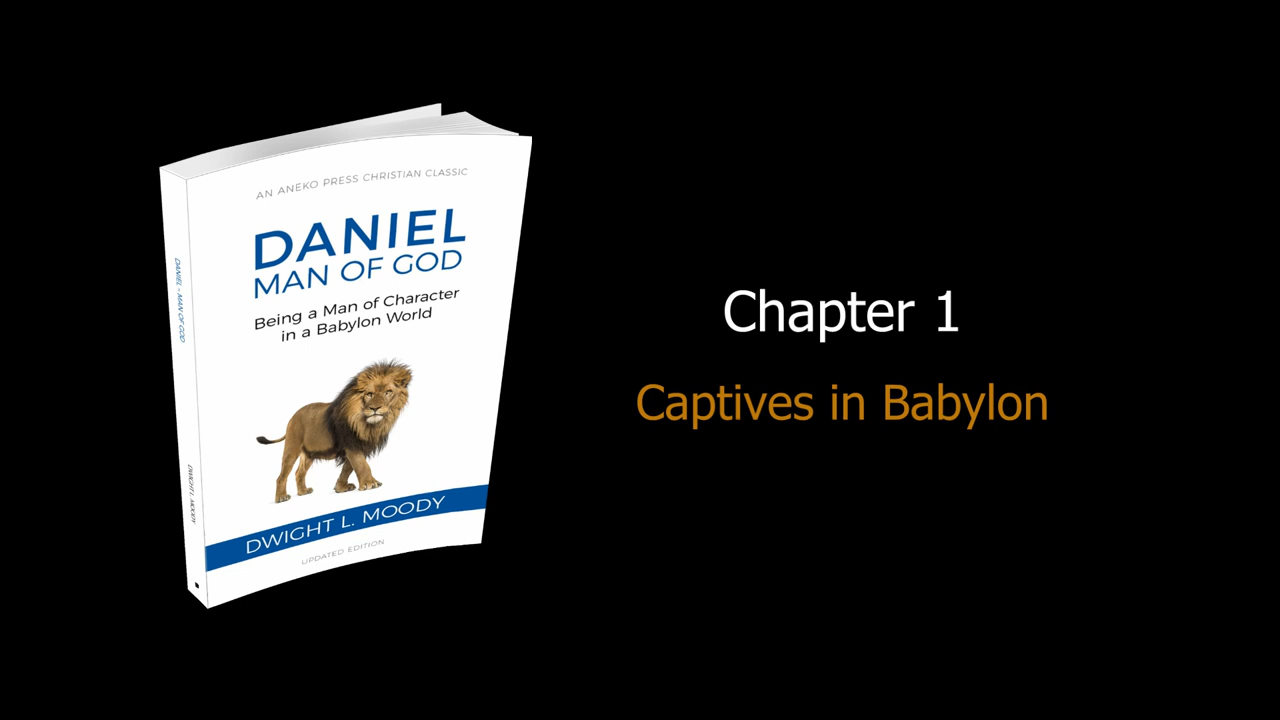 AN ANEKO PRESS CHRISTIAN CLASSIC
DANIEL
MAN OF GOD
Being a Man of Character
in a Babylon World
DWIGHT L. MOODY
UPDATED EDITION
DANIEL - MAN OF GOD
DWIGHT L. MOODY
Chapter 1
Captives in Babylon